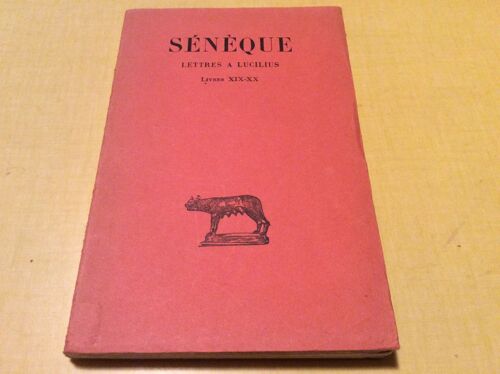 SÉNÈQUE
LETTRES A LUCILIUS
LIVRES XIX-XX